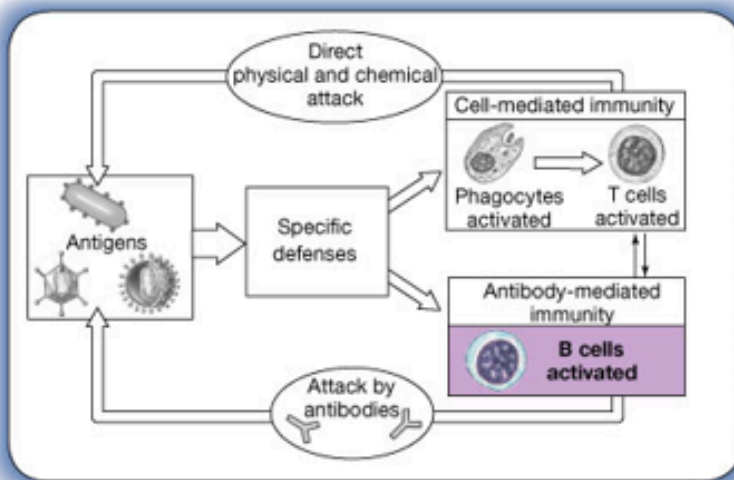 Direct
physical and chemical
attack
Cell-mediated immunity
Phagocytes
activated
T cells
activated
Antigens
Specific
defenses
Antibody-mediated
immunity
B cells
activated
Attack by
antibodies